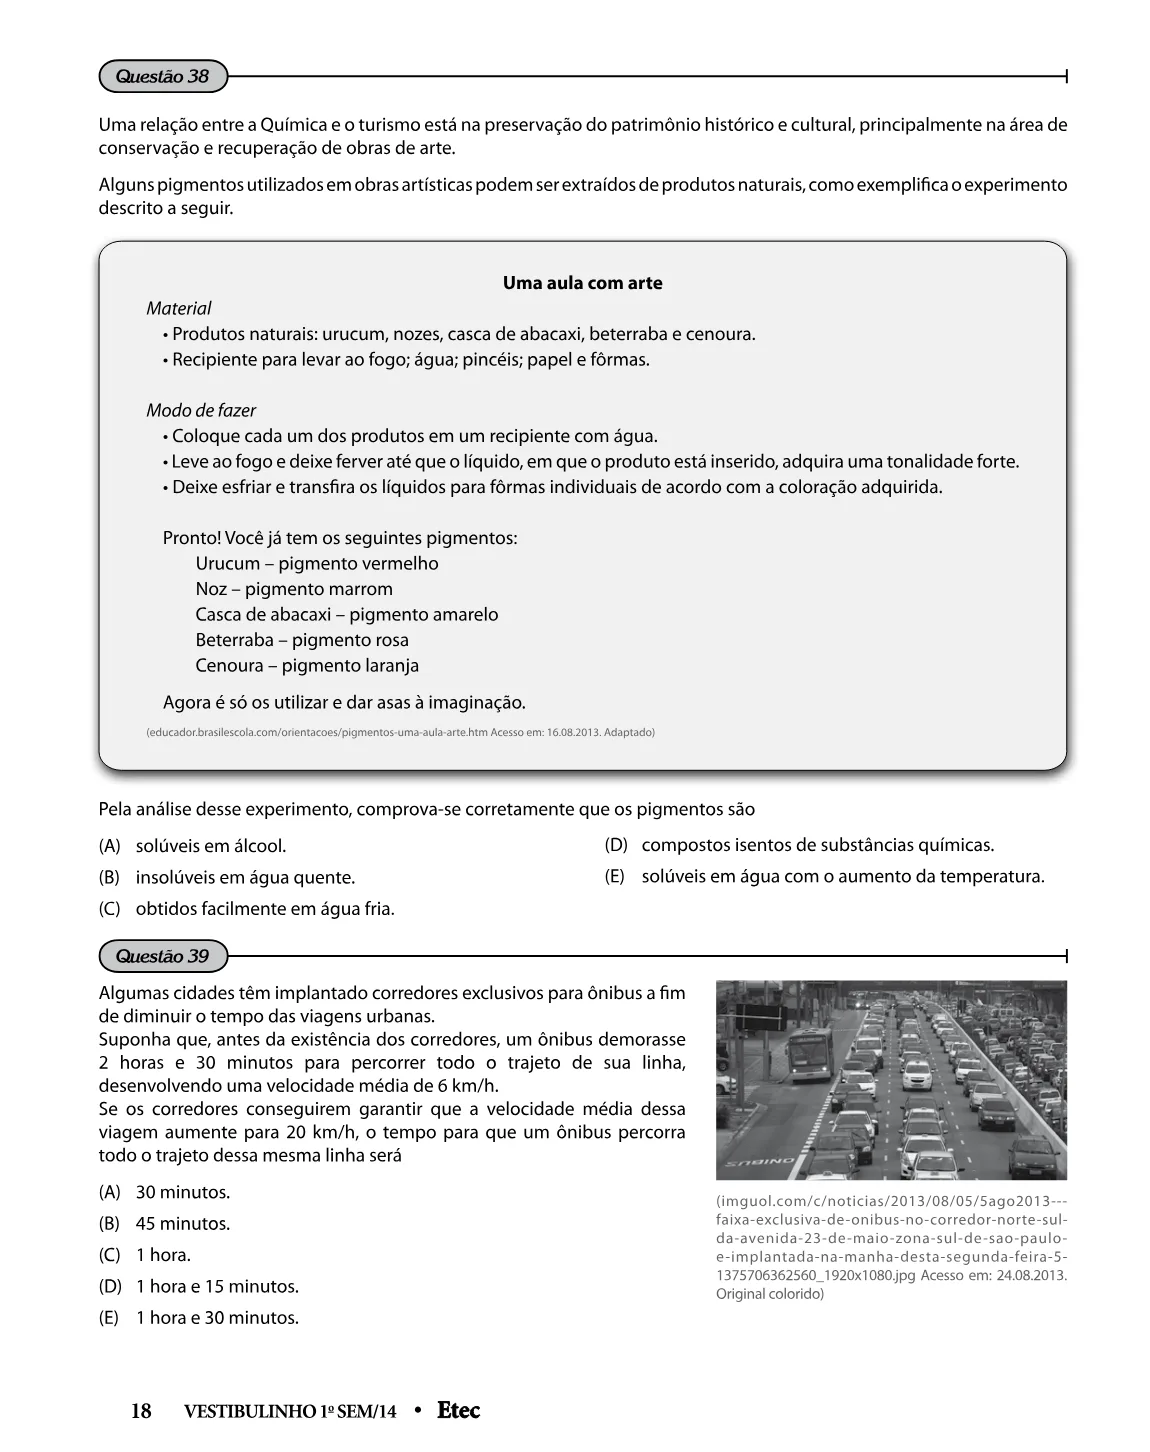 Questão 38
Uma relação entre a Química e o turismo está na preservação do patrimônio histórico e cultural, principalmente na área de
conservação e recuperação de obras de arte.
Alguns pigmentos utilizados em obras artísticas podem ser extraídos de produtos naturais, como exemplifica o experimento
descrito a seguir.
Uma aula com arte
Material
• Produtos naturais: urucum, nozes, casca de abacaxi, beterraba e cenoura.
• Recipiente para levar ao fogo; água; pincéis; papel e fôrmas.
Modo de fazer
• Coloque cada um dos produtos em um recipiente com água.
• Leve ao fogo e deixe ferver até que o líquido, em que o produto está inserido, adquira uma tonalidade forte.
• Deixe esfriar e transfira os líquidos para fôrmas individuais de acordo com a coloração adquirida.
Pronto! Você já tem os seguintes pigmentos:
Urucum – pigmento vermelho
Noz – pigmento marrom
Casca de abacaxi – pigmento amarelo
Beterraba – pigmento rosa
Cenoura – pigmento laranja
Agora é só os utilizar e dar asas à imaginação.
(educador.brasilescola.com/orientacoes/pigmentos-uma-aula-arte.htm Acesso em: 16.08.2013. Adaptado)
Pela análise desse experimento, comprova-se corretamente que os pigmentos são
(A) solúveis em álcool.
(B) insolúveis em água quente.
(C) obtidos facilmente em água fria.
(D) compostos isentos de substâncias químicas.
(E) solúveis em água com o aumento da temperatura.
Questão 39
Algumas cidades têm implantado corredores exclusivos para ônibus a fim
de diminuir o tempo das viagens urbanas.
Suponha que, antes da existência dos corredores, um ônibus demorasse
2 horas e 30 minutos para percorrer todo o trajeto de sua linha,
desenvolvendo uma velocidade média de 6 km/h.
Se os corredores conseguirem garantir que a velocidade média dessa
viagem aumente para 20 km/h, o tempo para que um ônibus percorra
todo o trajeto dessa mesma linha será
(A) 30 minutos.
(B) 45 minutos.
(C) 1 hora.
(D) 1 hora e 15 minutos.
(E) 1 hora e 30 minutos.
ONIBUS
(imguol.com/c/noticias/2013/08/05/5ago2013---
faixa-exclusiva-de-onibus-no-corredor-norte-sul-
da-avenida-23-de-maio-zona-sul-de-sao-paulo-
e-implantada-na-manha-desta-segunda-feira-5-
1375706362560_1920x1080.jpg Acesso em: 24.08.2013.
Original colorido)
18 VESTIBULINHO 1º SEM/14 • Etec